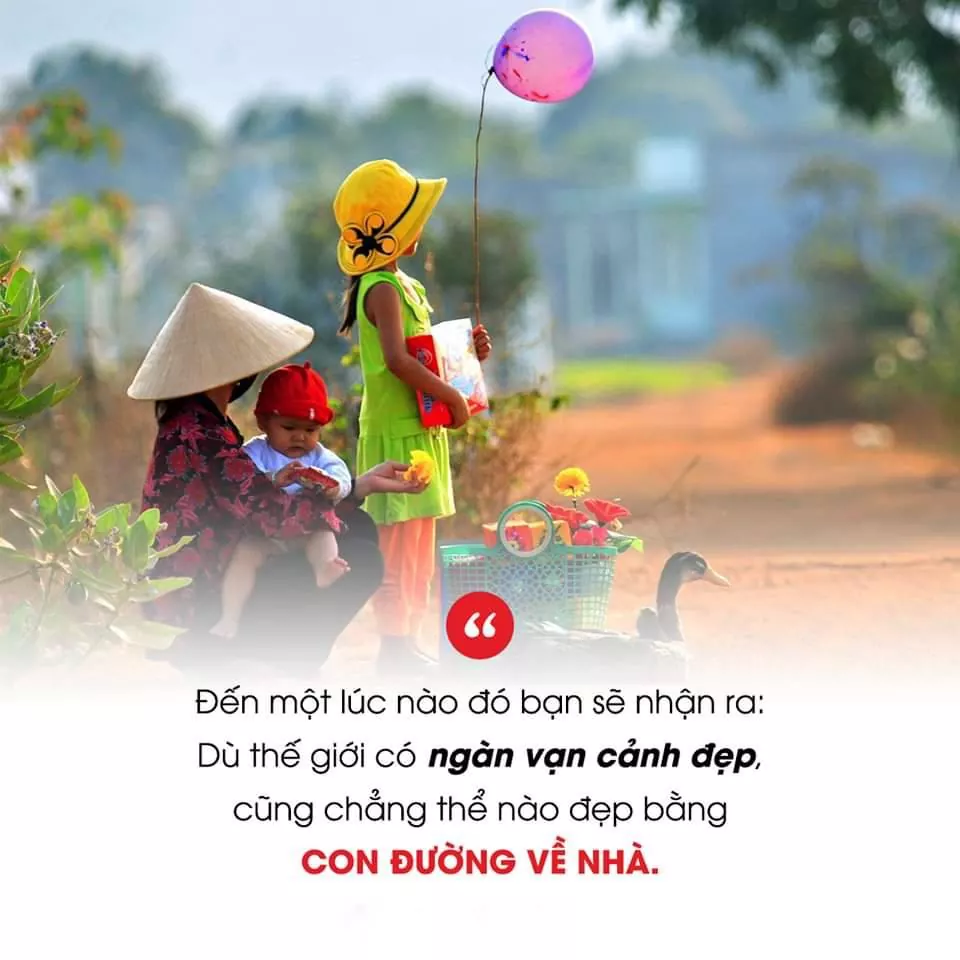 “
Đến một lúc nào đó bạn sẽ nhận ra:
Dù thế giới có ngàn vạn cảnh đẹp,
cũng chẳng thể nào đẹp bằng
CON ĐƯỜNG VỀ NHÀ.